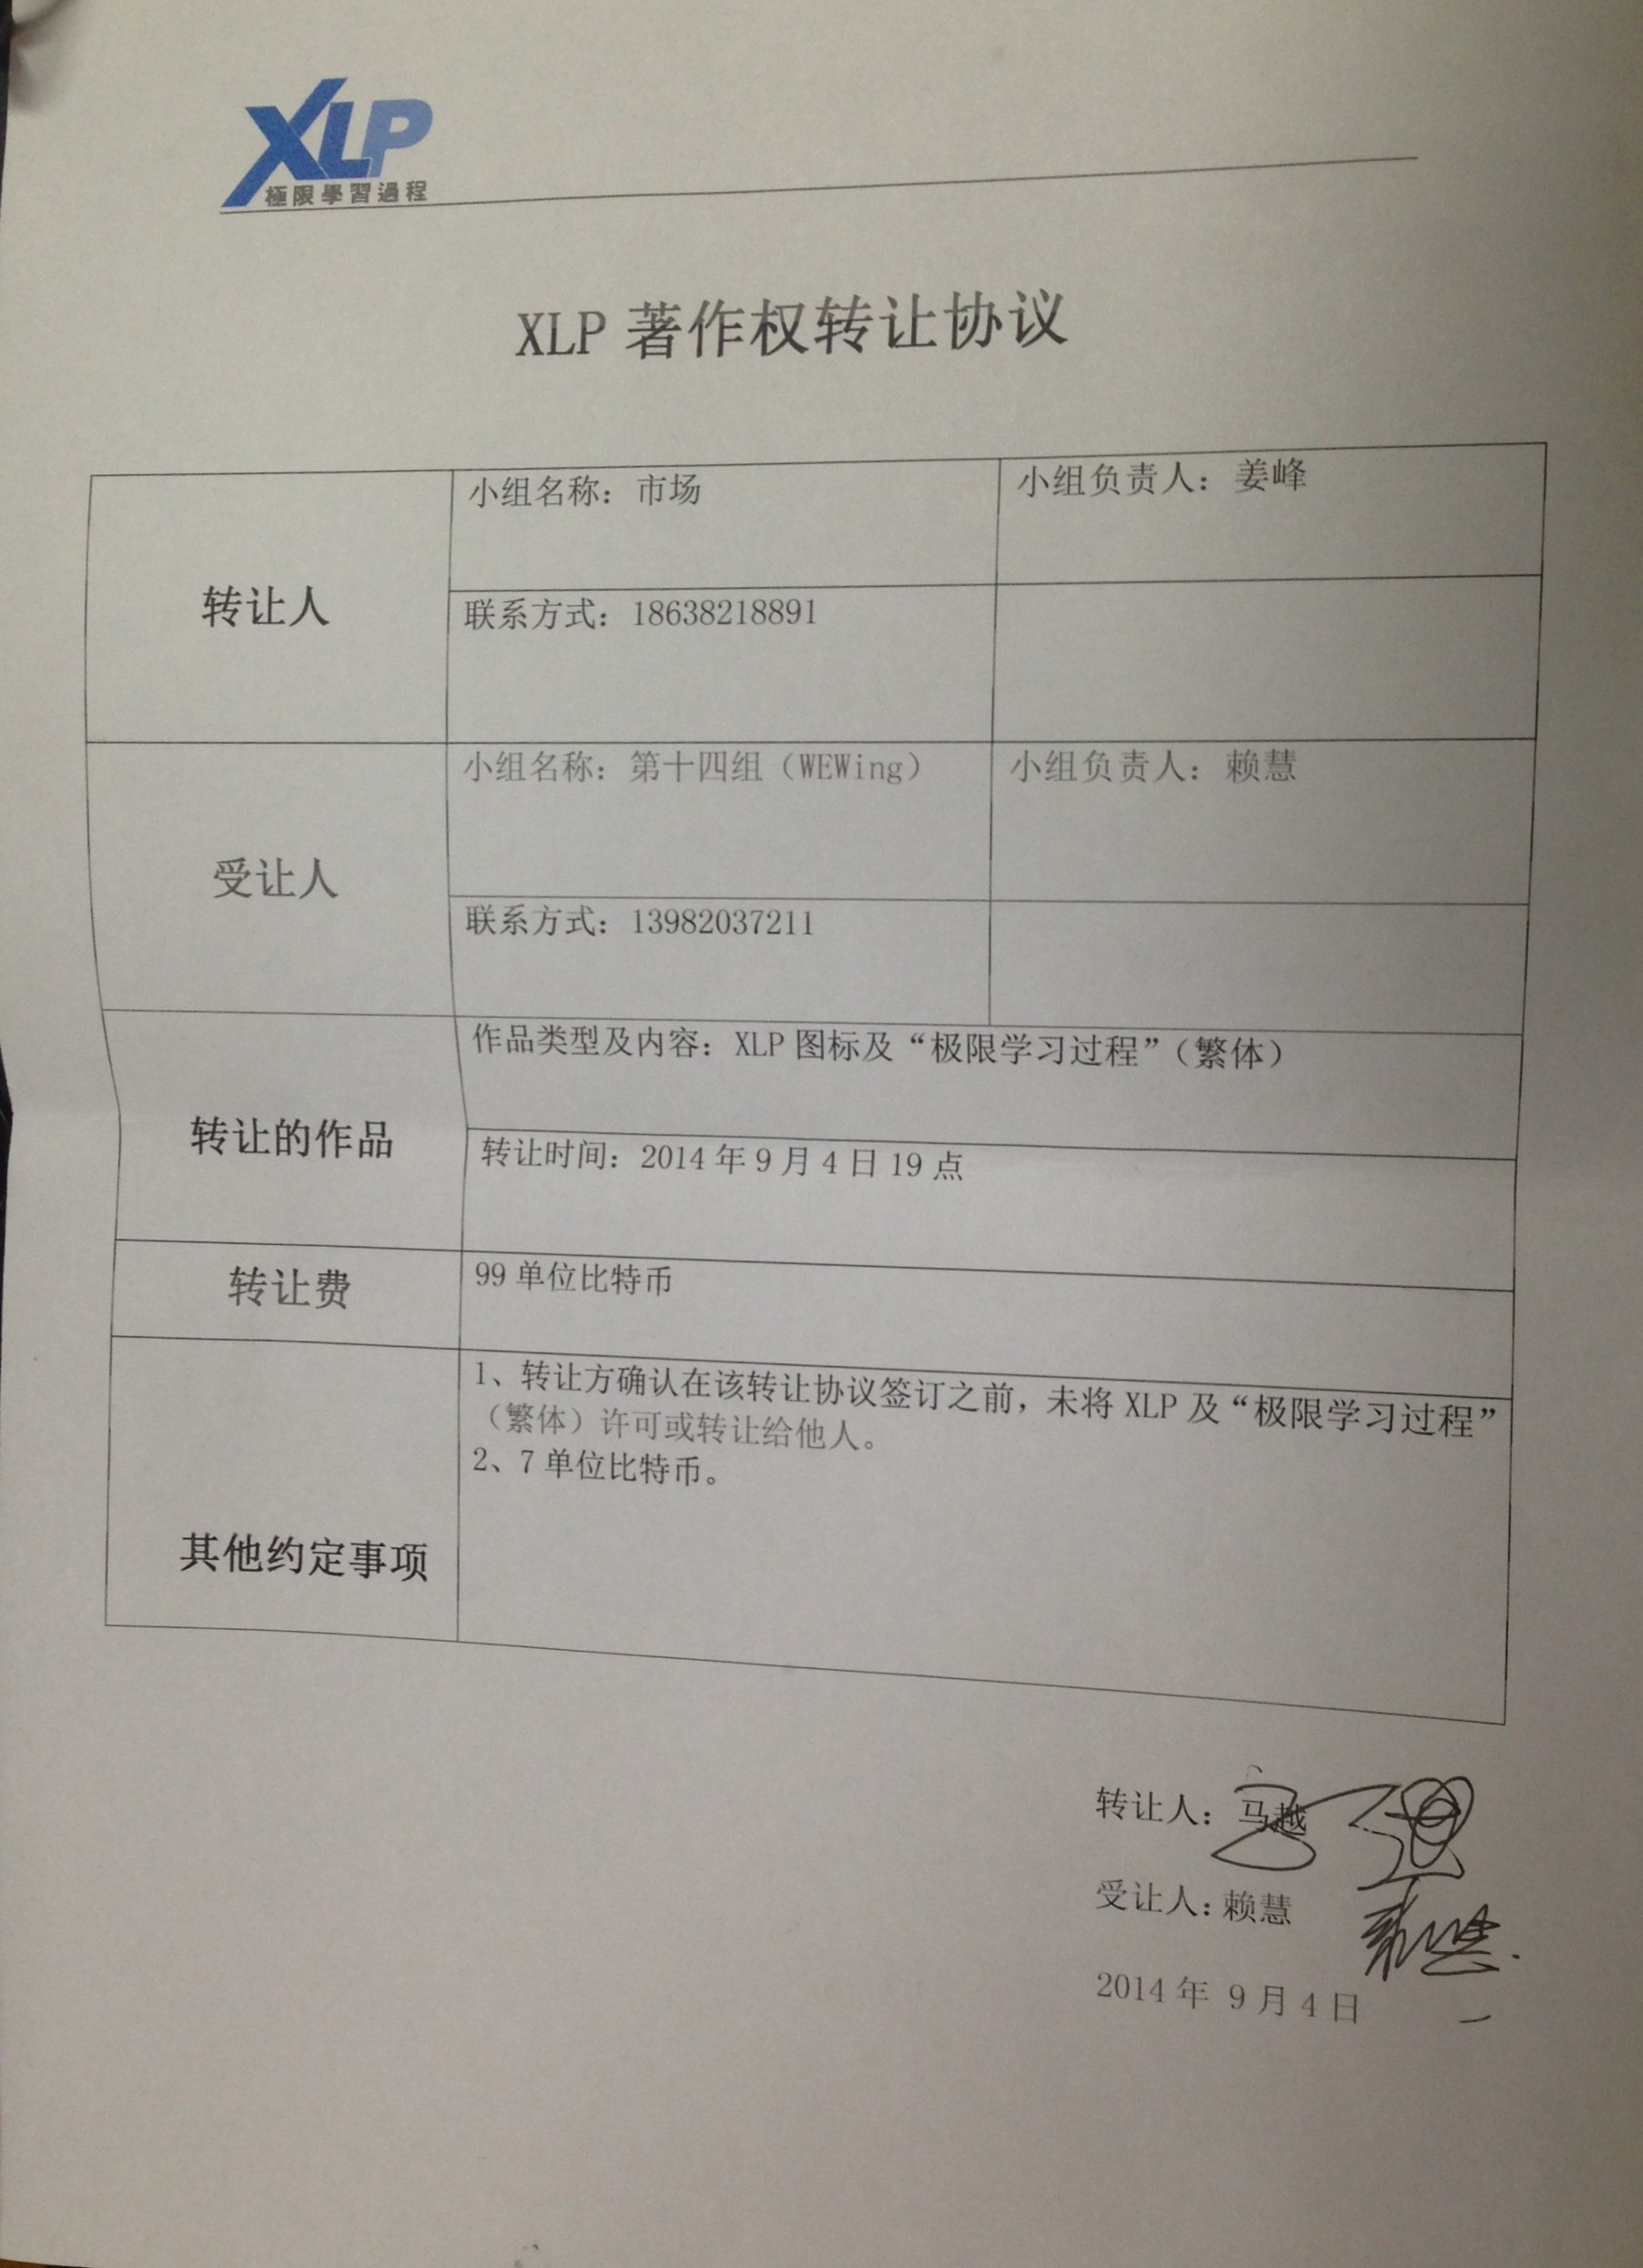 XLP
極限學習過程
XLP 著作权转让协议
转让人
小组名称：市场
小组负责人：姜峰
联系方式：18638218891
受让人
小组名称：第十四组（WEWing）
小组负责人：赖慧
联系方式：13982037211
转让的作品
作品类型及内容：XLP 图标及“极限学习过程”（繁体）
转让时间：2014 年 9 月 4 日 19 点
转让费
99 单位比特币
其他约定事项
1、转让方确认在该转让协议签订之前，未将 XLP 及“极限学习过程”
（繁体）许可或转让给他人。
2、7 单位比特币。
转让人：马越
受让人：赖慧
2014 年 9 月 4 日